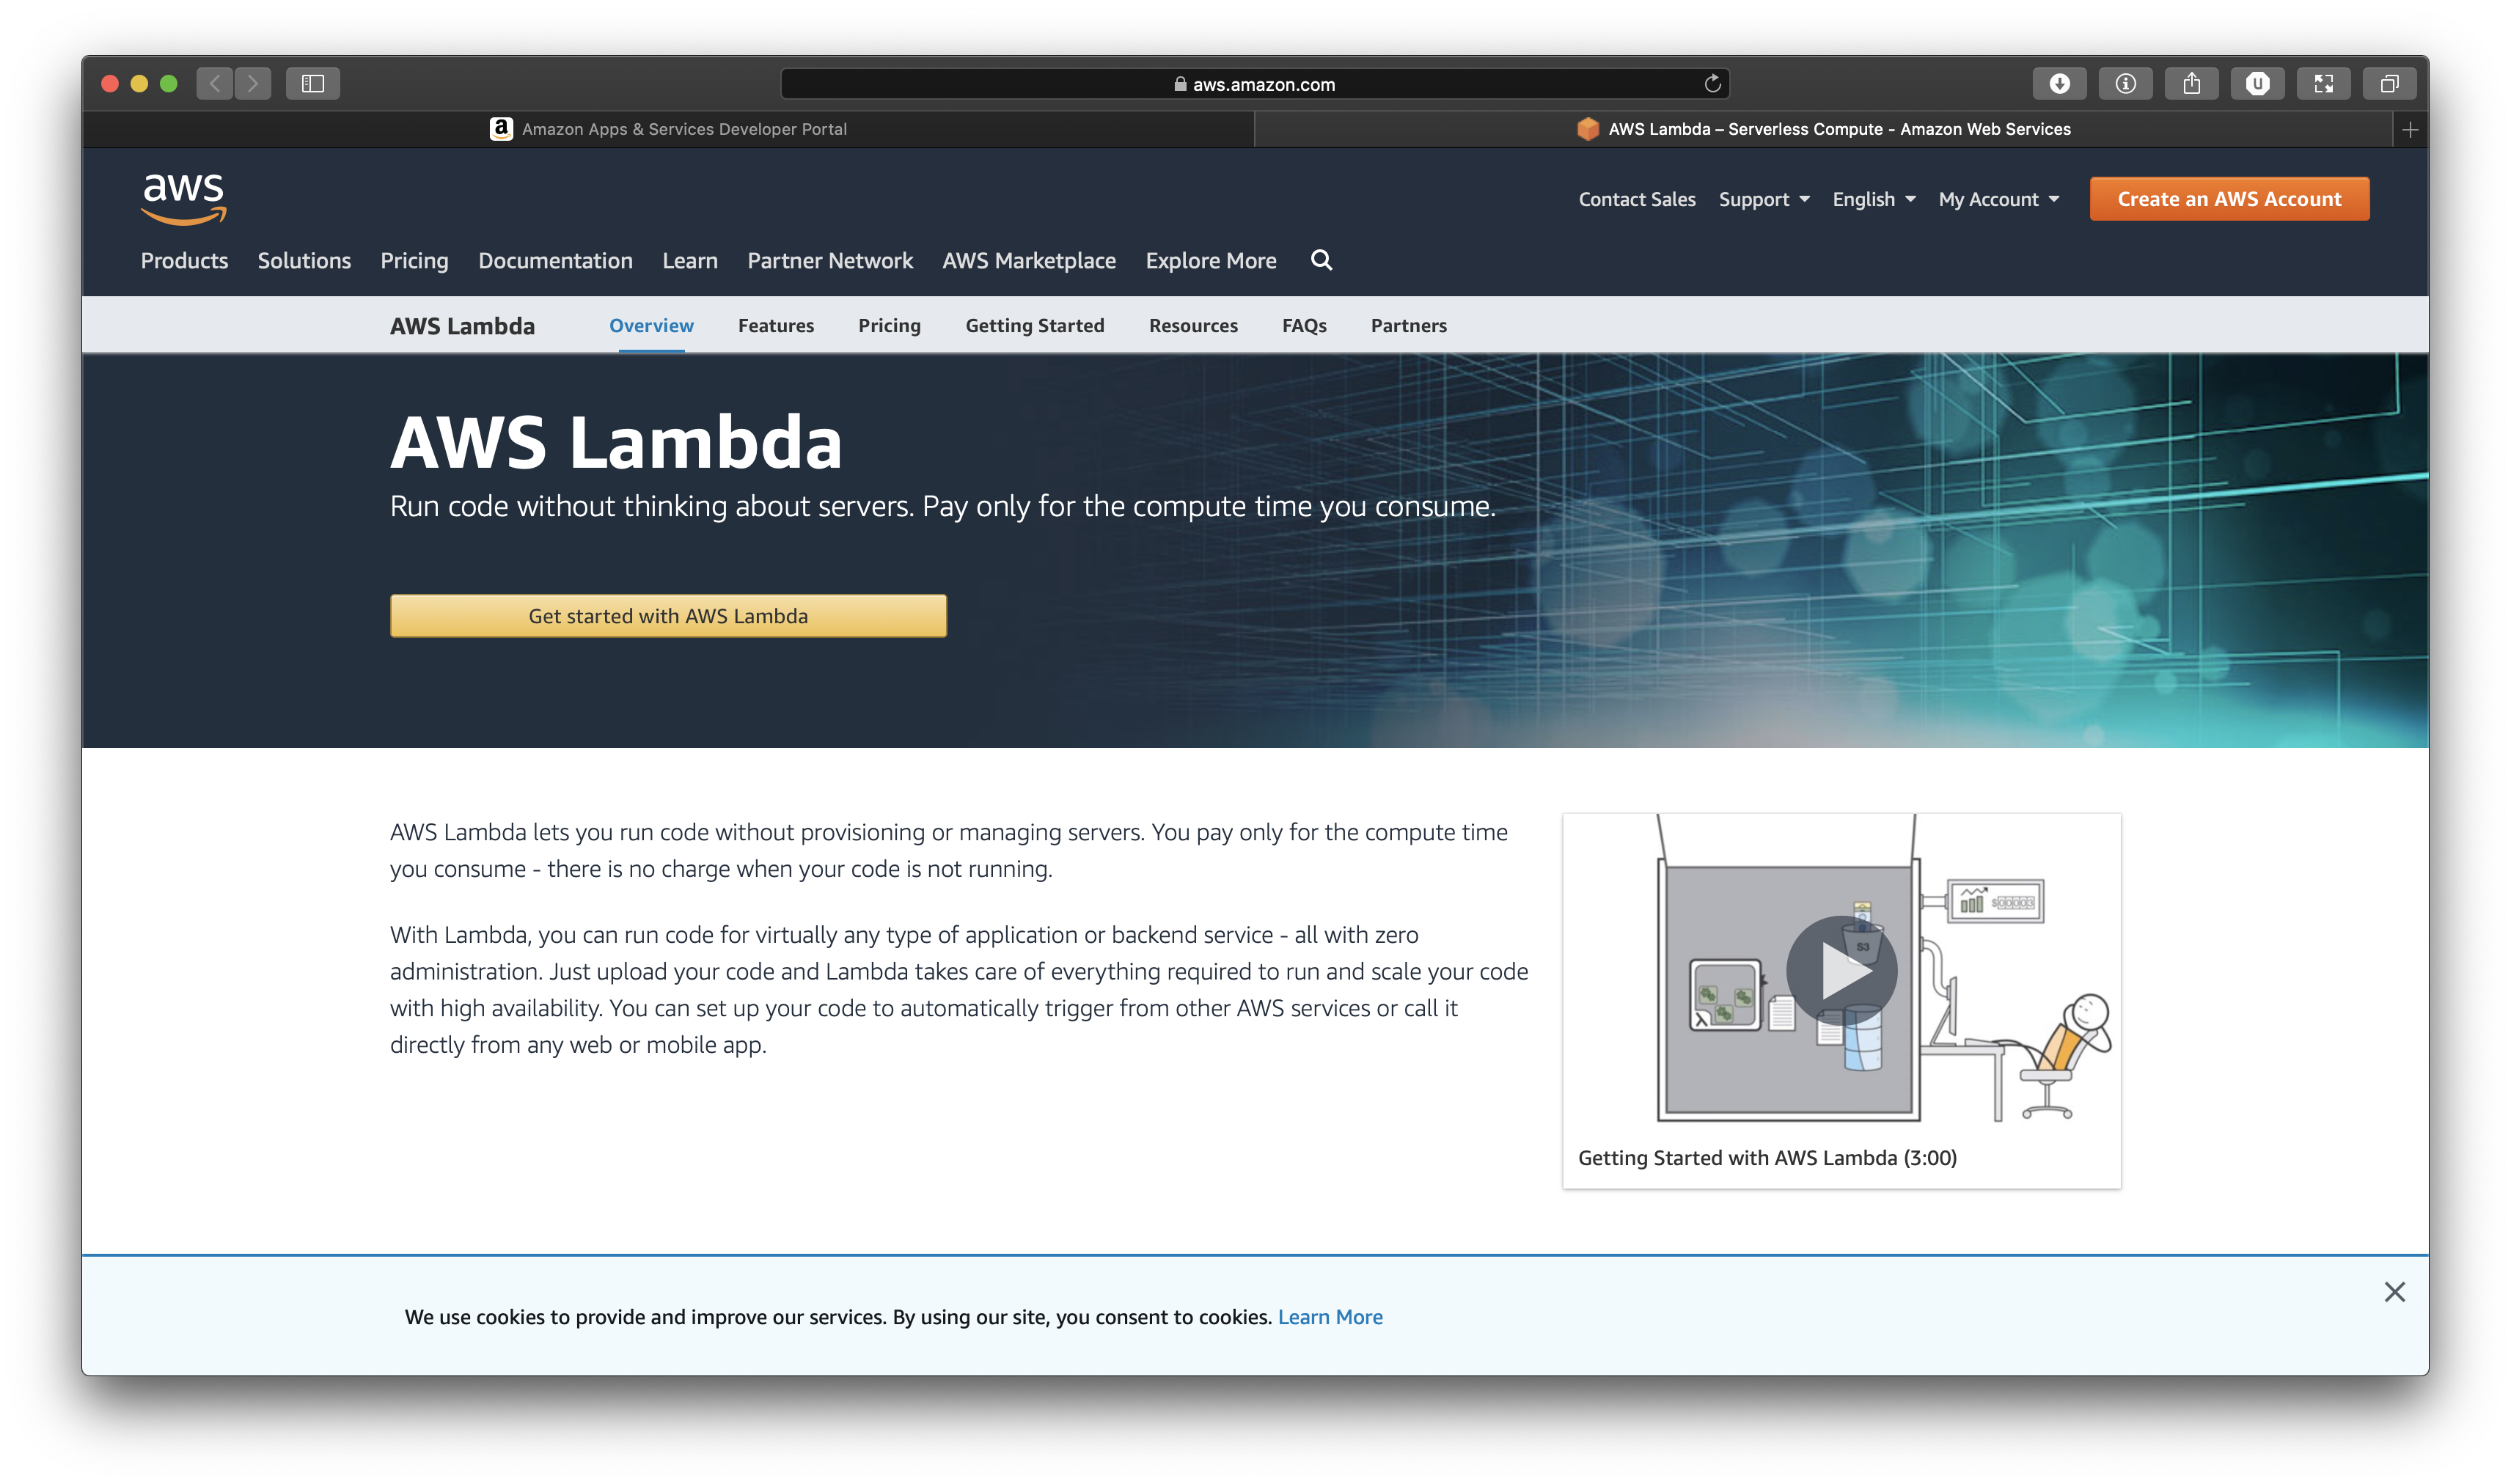 aws.amazon.com
Amazon Apps & Services Developer Portal
AWS Lambda – Serverless Compute - Amazon Web Services
aws
Contact Sales Support English My Account Create an AWS Account
Products Solutions Pricing Documentation Learn Partner Network AWS Marketplace Explore More
AWS Lambda Overview Features Pricing Getting Started Resources FAQs Partners
AWS Lambda
Run code without thinking about servers. Pay only for the compute time you consume.
Get started with AWS Lambda
AWS Lambda lets you run code without provisioning or managing servers. You pay only for the compute time
you consume - there is no charge when your code is not running.
With Lambda, you can run code for virtually any type of application or backend service - all with zero
administration. Just upload your code and Lambda takes care of everything required to run and scale your code
with high availability. You can set up your code to automatically trigger from other AWS services or call it
directly from any web or mobile app.
S3
Getting Started with AWS Lambda (3:00)
We use cookies to provide and improve our services. By using our site, you consent to cookies. Learn More